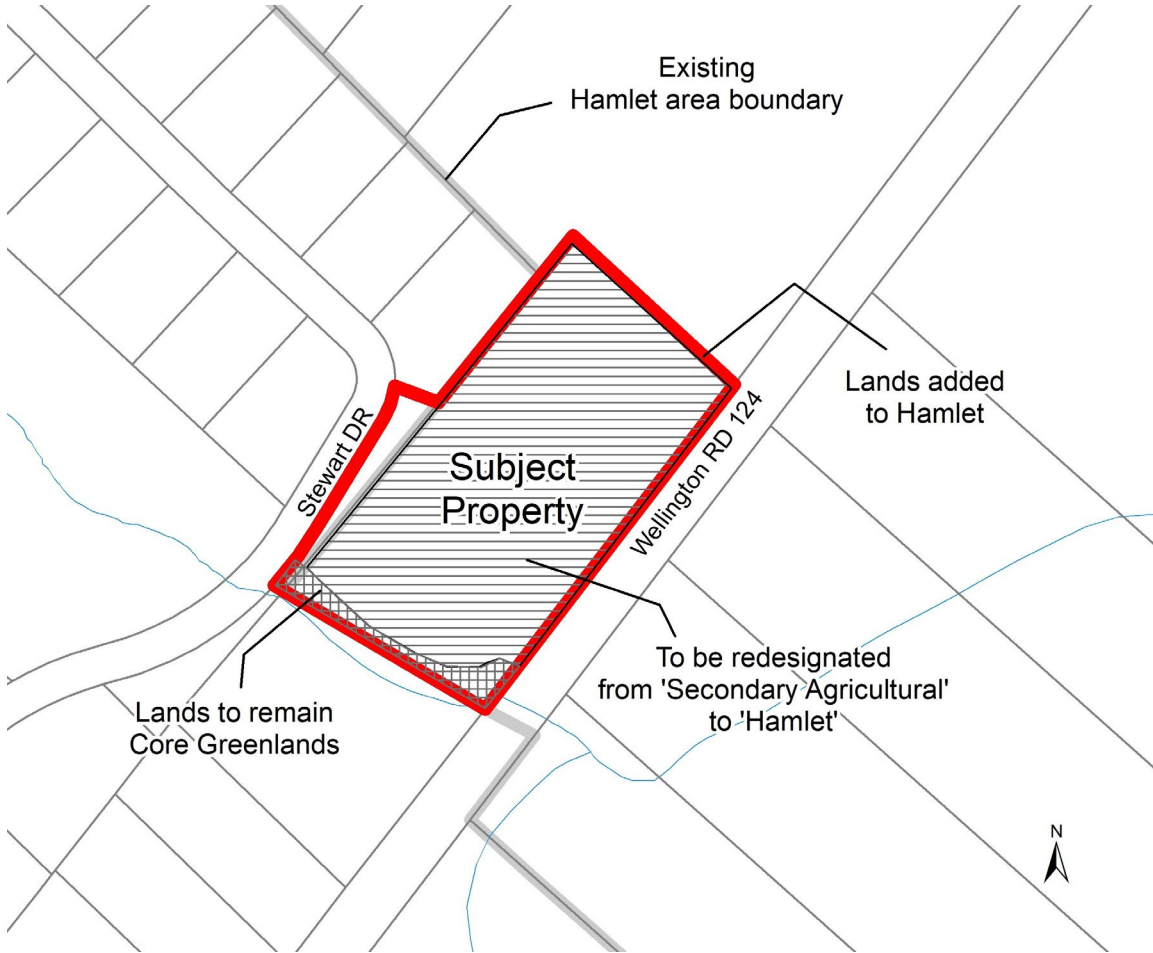 Existing
Hamlet area boundary
Lands added
to Hamlet
Stewart DR
Subject
Property
Wellington RD 124
To be redesignated
from 'Secondary Agricultural'
to 'Hamlet'
Lands to remain
Core Greenlands
N